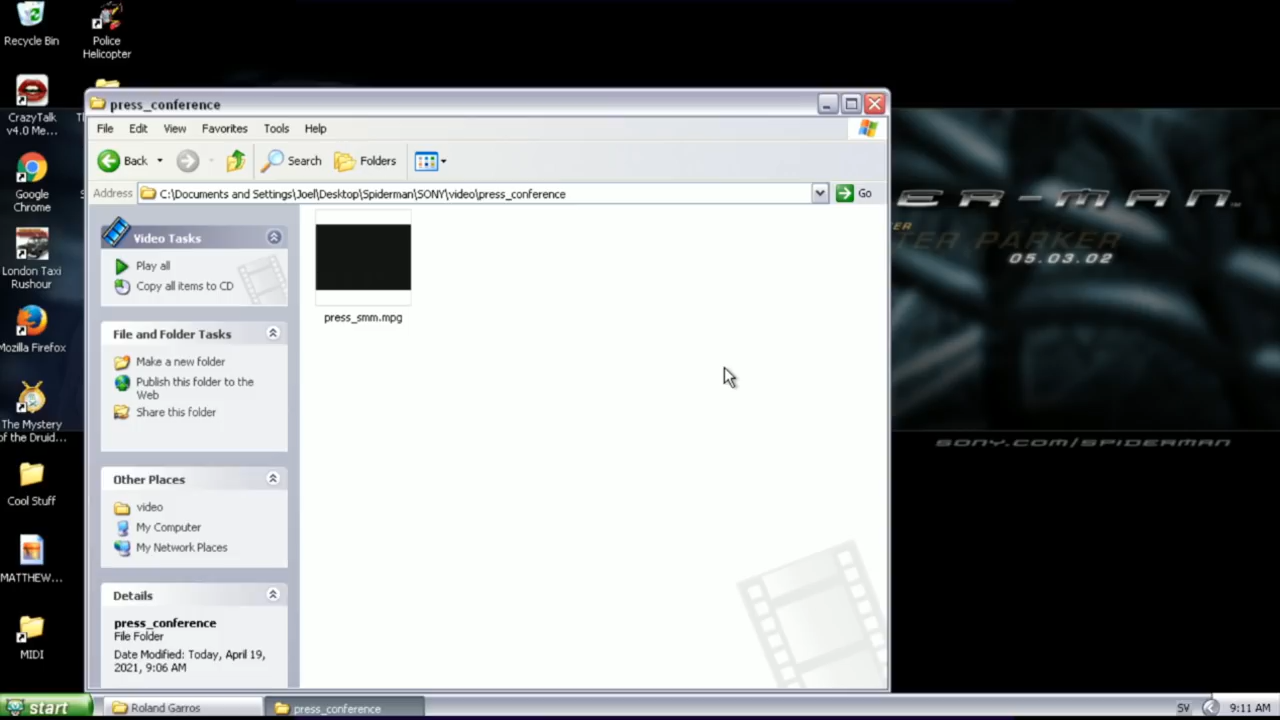 Recycle Bin
Police
Helicopter
CrazyTalk
v4.0 Me...
Google
Chrome
London Taxi
Rushour
Mozilla Firefox
The Mystery
of the Druid...
Cool Stuff
MATTHEW...
MIDI
press_conference
File Edit View Favorites Tools Help
Back Search Folders
Address C:\Documents and Settings\Joel\Desktop\Spiderman\SONY\video\press_conference Go
Video Tasks
Play all
Copy all items to CD
File and Folder Tasks
Make a new folder
Publish this folder to the
Web
Share this folder
Other Places
video
My Computer
My Network Places
Details
press_conference
File Folder
Date Modified: Today, April 19,
2021, 9:06 AM
press_smm.mpg
ER-MAN™
TER PARKER
05.03.02
SONY.COM/SPIDERMAN
start Roland Garros press_conference SV 9:11 AM